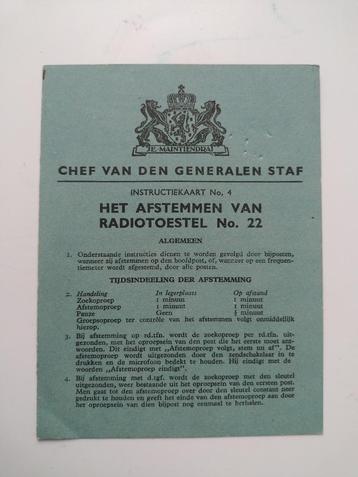 JE MAINTIENDRAI
CHEF VAN DEN GENERALEN STAF
INSTRUCTIEKAART No. 4
HET AFSTEMMEN VAN
RADIOTOESTEL No. 22
ALGEMEEN
1. Onderstaande instructies dienen te worden gevolgd door bijposten,
wanneer zij afstemmen op den hoofdpost, of, wanneer op een frequen-
tiemeter wordt afgestemd, door alle posten.
TIJDSINDEELING DER AFSTEMMING
2. Handeling In legerplaats Op afstand
Zoekoproep 1 minuut 1 minuut
Afstemoproep 1 minuut 1 minuut
Pauze Geen ½ minuut
Groepsoproep ter contrôle van het afstemmen volgt onmiddellijk
hierop.
3. Bij afstemming op rd.tfn. wordt de zoekoproep per rd.tfn. uit-
gezonden, met het oproepsein van den post die het eerst moet ant-
woorden. Dit eindigt met „Afstemoproep volgt, stem nu af”. De
afstemoproep wordt uitgezonden door den zendschakelaar in te
drukken en de microfoon bedekt te houden. Hij eindigt met de
woorden „Afstemoproep eindigt”.
4. Bij afstemming met d.tgf. wordt de zoekoproep met den sleutel
uitgezonden, weer bestaande uit het oproepsein van den eersten post.
Men gaat tot den afstemoproep over door den sleutel constant neer
gedrukt te houden en geeft het einde van den afstemoproep aan door
het oproepsein van dien bijpost nog eenmaal te herhalen.